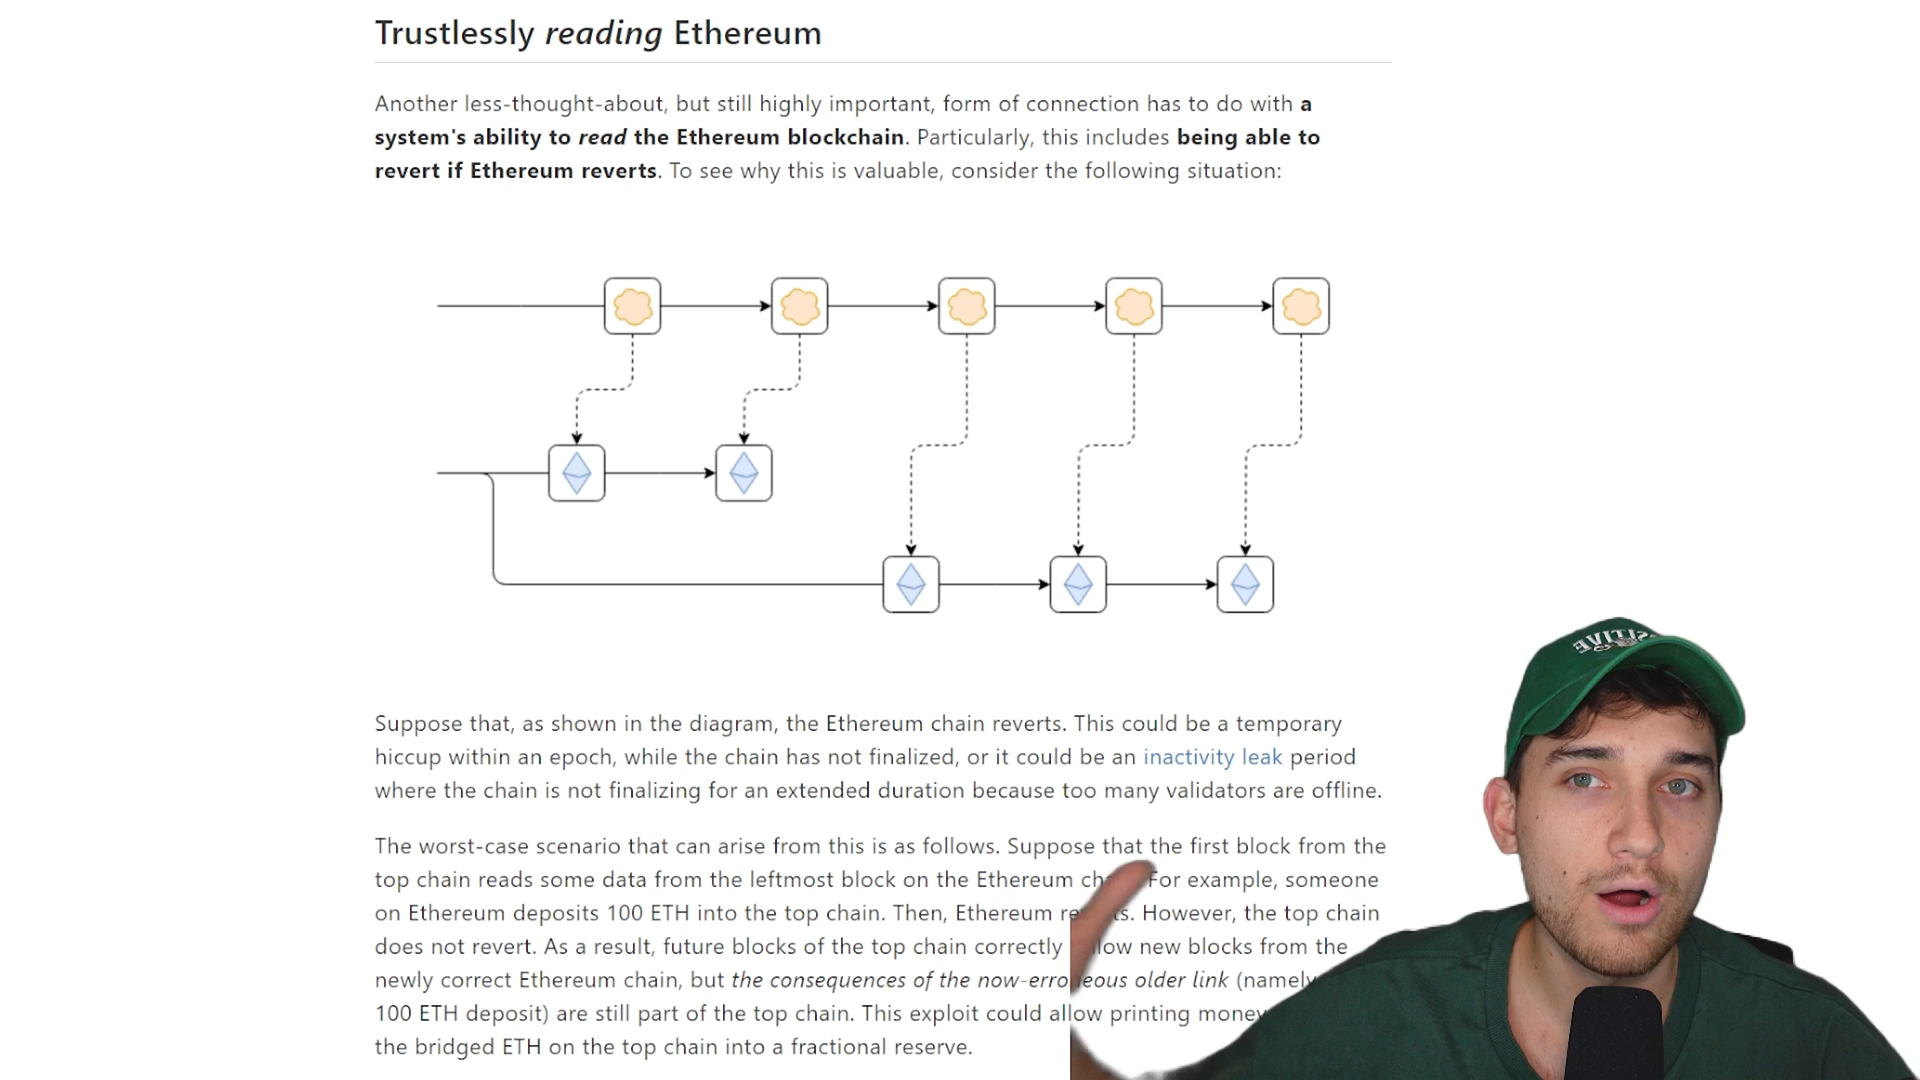 Trustlessly reading Ethereum
Another less-thought-about, but still highly important, form of connection has to do with a
system's ability to read the Ethereum blockchain. Particularly, this includes being able to
revert if Ethereum reverts. To see why this is valuable, consider the following situation:
Suppose that, as shown in the diagram, the Ethereum chain reverts. This could be a temporary
hiccup within an epoch, while the chain has not finalized, or it could be an inactivity leak period
where the chain is not finalizing for an extended duration because too many validators are offline.
The worst-case scenario that can arise from this is as follows. Suppose that the first block from the
top chain reads some data from the leftmost block on the Ethereum For example, someone
on Ethereum deposits 100 ETH into the top chain. Then, Ethereum However, the top chain
does not revert. As a result, future blocks of the top chain correctly new blocks from the
newly correct Ethereum chain, but the consequences of the now-erroneous older link (namely
100 ETH deposit) are still part of the top chain. This exploit could allow printing money
the bridged ETH on the top chain into a fractional reserve.